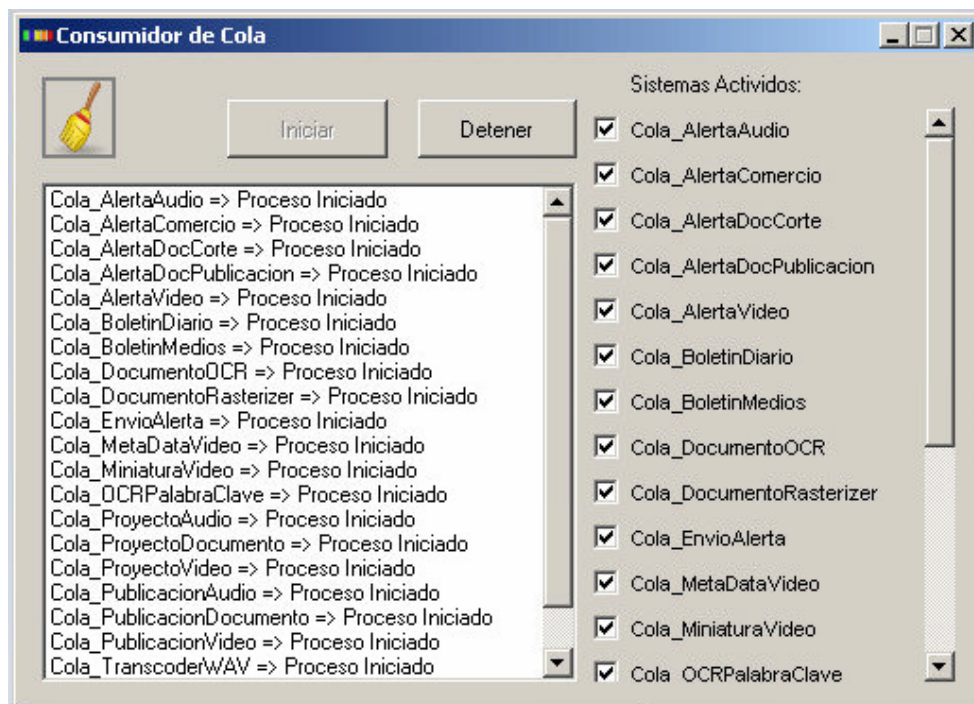 Consumidor de Cola
Sistemas Actividos:
Iniciar
Detener
Cola_AlertaAudio => Proceso Iniciado
Cola_AlertaComercio => Proceso Iniciado
Cola_AlertaDocCorte => Proceso Iniciado
Cola_AlertaDocPublicacion => Proceso Iniciado
Cola_AlertaVideo => Proceso Iniciado
Cola_BoletinDiario => Proceso Iniciado
Cola_BoletinMedios => Proceso Iniciado
Cola_DocumentoOCR => Proceso Iniciado
Cola_DocumentoRasterizer => Proceso Iniciado
Cola_EnvioAlerta => Proceso Iniciado
Cola_MetaDataVideo => Proceso Iniciado
Cola_MiniaturaVideo => Proceso Iniciado
Cola_OCRPalabraClave => Proceso Iniciado
Cola_ProyectoAudio => Proceso Iniciado
Cola_ProyectoDocumento => Proceso Iniciado
Cola_ProyectoVideo => Proceso Iniciado
Cola_PublicacionAudio => Proceso Iniciado
Cola_PublicacionDocumento => Proceso Iniciado
Cola_PublicacionVideo => Proceso Iniciado
Cola_TranscoderWAV => Proceso Iniciado
Cola_AlertaAudio
Cola_AlertaComercio
Cola_AlertaDocCorte
Cola_AlertaDocPublicacion
Cola_AlertaVideo
Cola_BoletinDiario
Cola_BoletinMedios
Cola_DocumentoOCR
Cola_DocumentoRasterizer
Cola_EnvioAlerta
Cola_MetaDataVideo
Cola_MiniaturaVideo
Cola_OCRPalabraClave